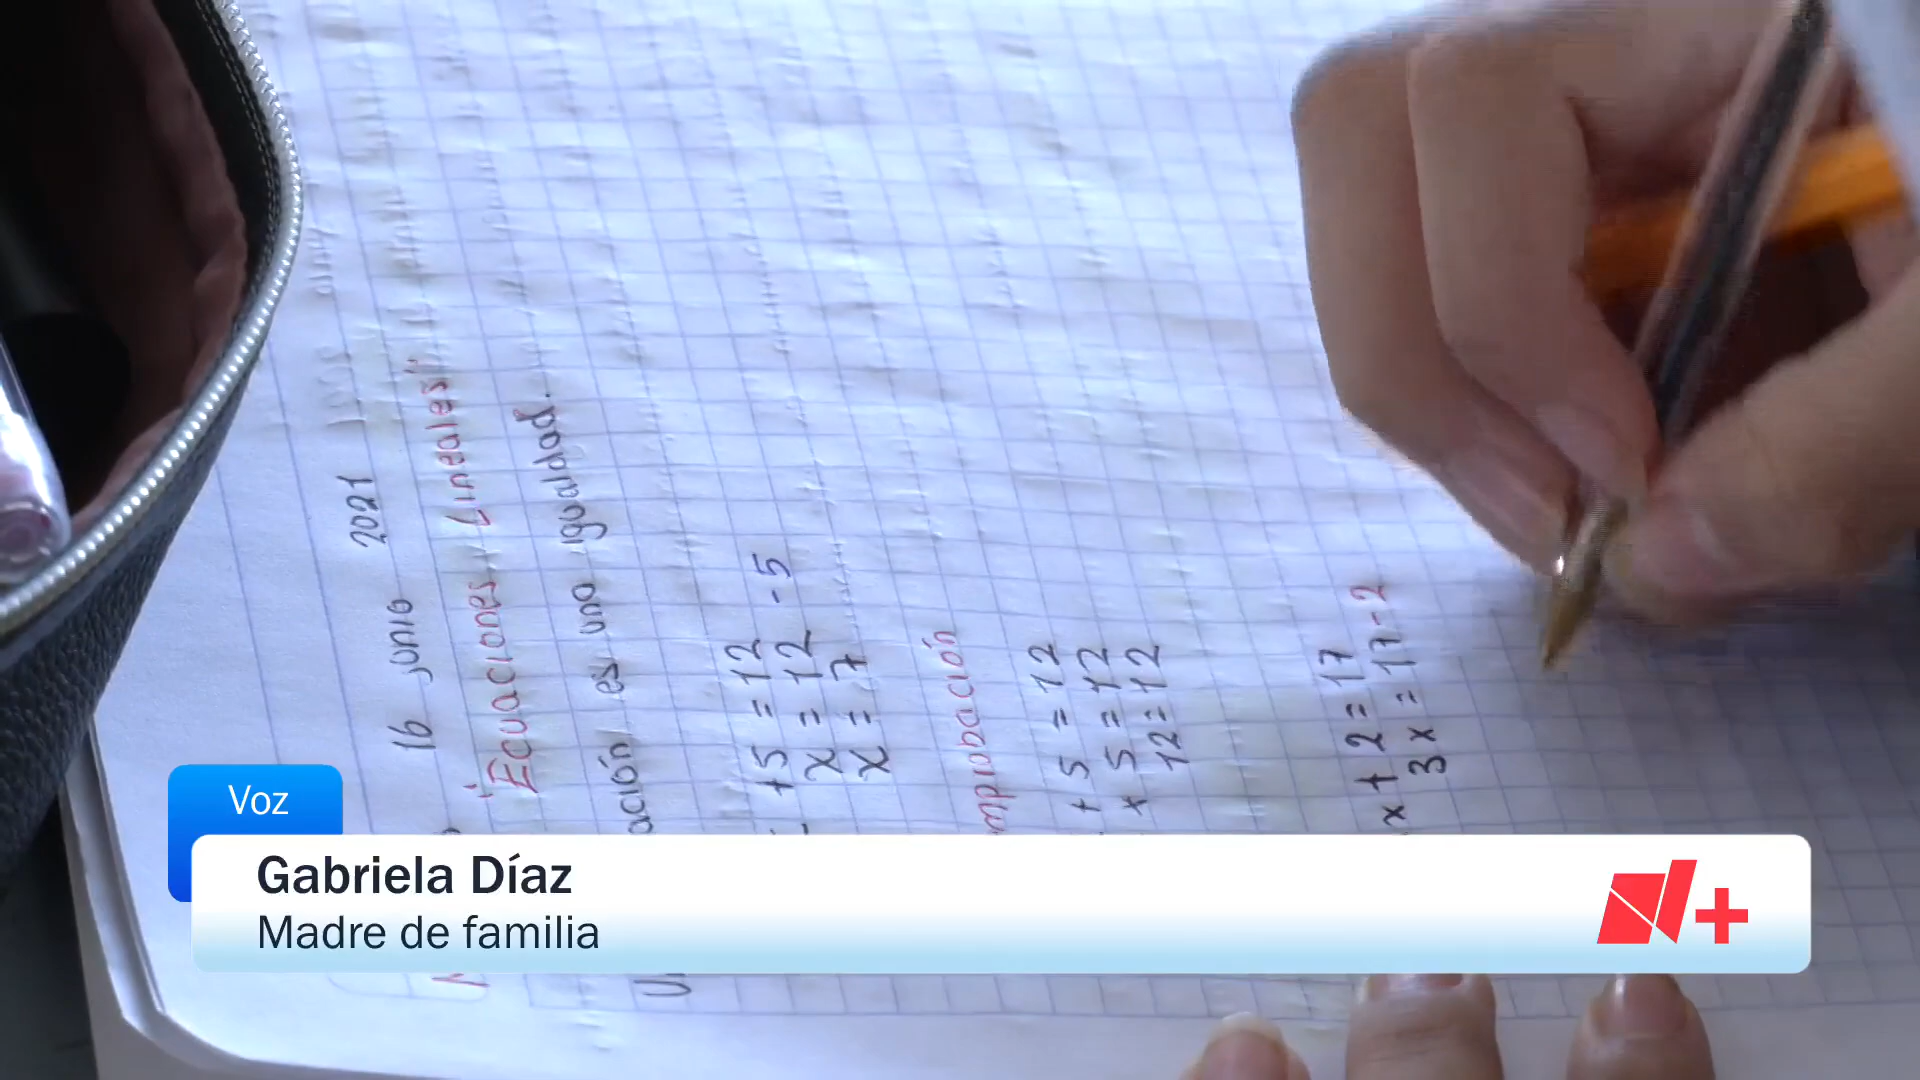 16 junio 2021
"Ecuaciones Lineales"
ación es una igualdad.
+5 = 12
x = 12 - 5
x = 7
mprobación
+ 5 = 12
+ 5 = 12
12 = 12
x + 2 = 17
3x = 17 - 2
Voz
Gabriela Díaz
Madre de familia
N+